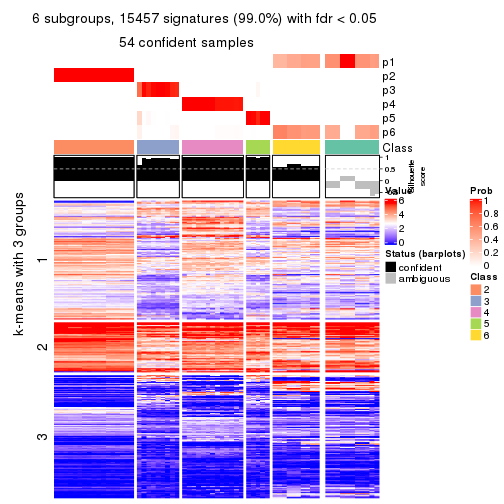 6 subgroups, 15457 signatures (99.0%) with fdr < 0.05
54 confident samples
p1
p2
p3
p4
p5
p6
Class
1
0.5
0
Silhouette
score
k-means with 3 groups
1
2
3
Value
6
4
2
0
Status (barplots)
confident
ambiguous
Prob
1
0.8
0.6
0.4
0.2
0
Class
2
3
4
5
6